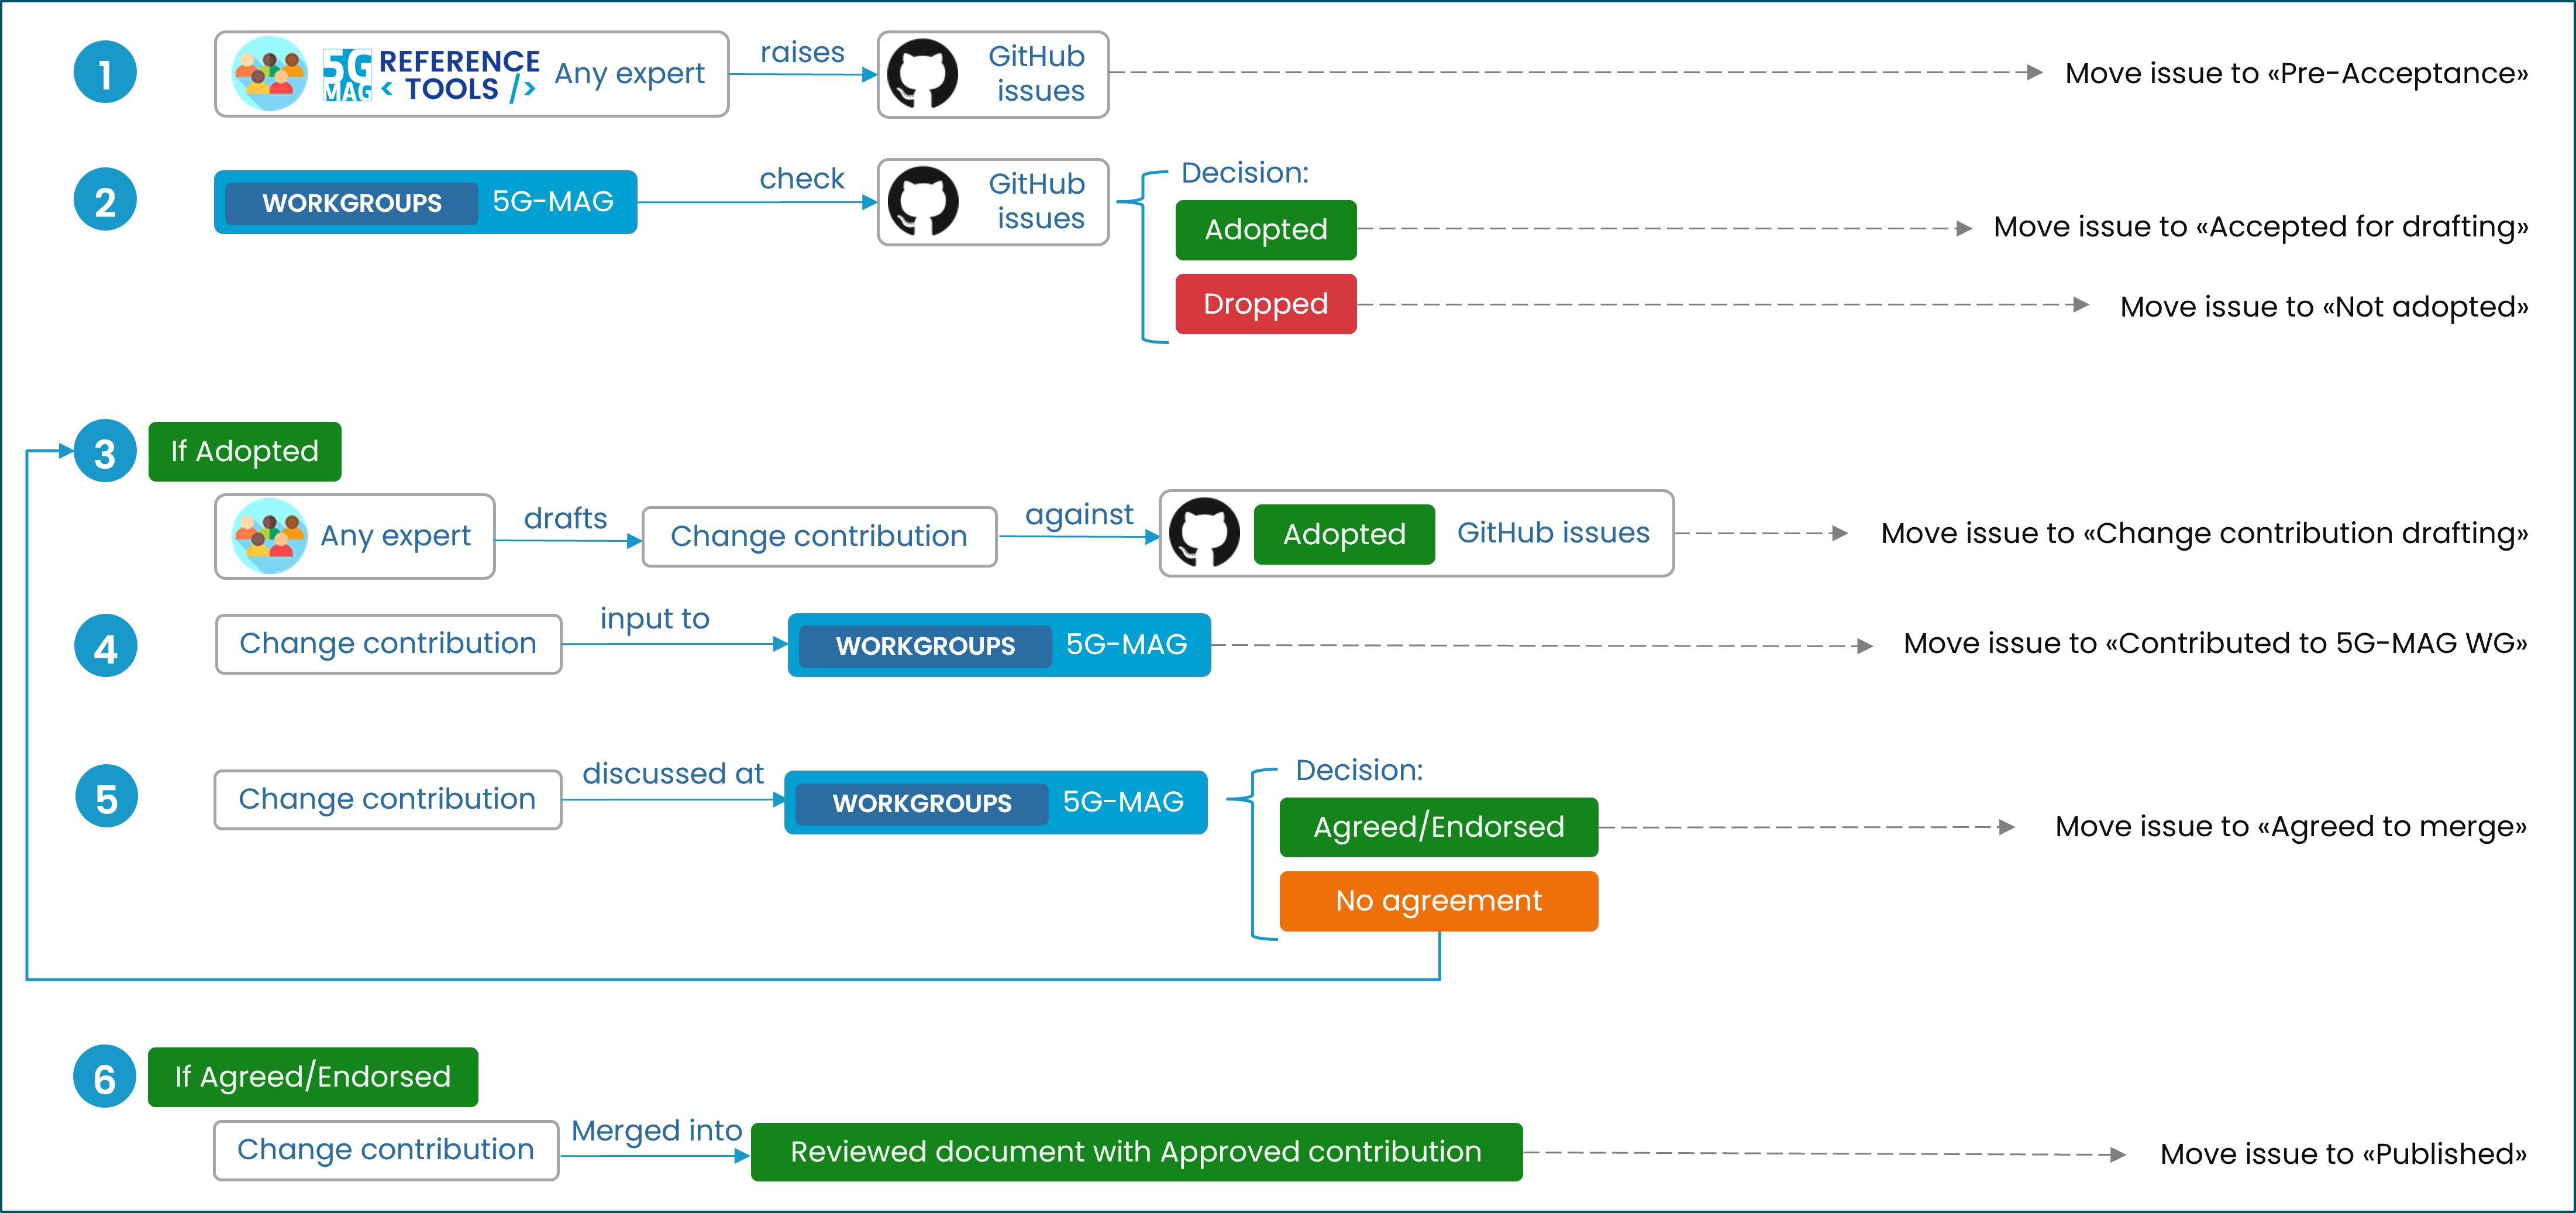 1
5G
MAG
REFERENCE
< TOOLS />
Any expert
raises
GitHub
issues
Move issue to «Pre-Acceptance»
2
WORKGROUPS 5G-MAG
check
GitHub
issues
Decision:
Adopted
Move issue to «Accepted for drafting»
Dropped
Move issue to «Not adopted»
3
If Adopted
Any expert
drafts
Change contribution
against
Adopted
GitHub issues
Move issue to «Change contribution drafting»
4
Change contribution
input to
WORKGROUPS 5G-MAG
Move issue to «Contributed to 5G-MAG WG»
5
Change contribution
discussed at
WORKGROUPS 5G-MAG
Decision:
Agreed/Endorsed
Move issue to «Agreed to merge»
No agreement
6
If Agreed/Endorsed
Change contribution
Merged into
Reviewed document with Approved contribution
Move issue to «Published»